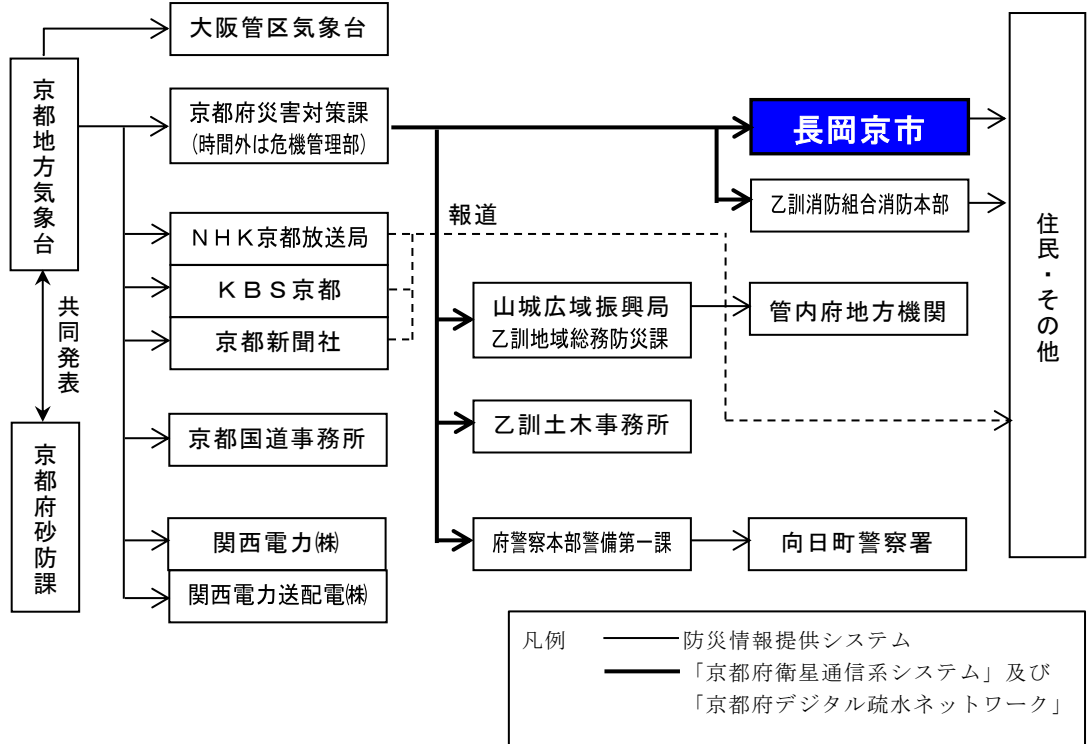 大阪管区気象台
京都地方気象台
京都府災害対策課
(時間外は危機管理部)
長岡京市
乙訓消防組合消防本部
報道
NHK京都放送局
KBS京都
京都新聞社
住民・その他
共同発表
山城広域振興局
乙訓地域総務防災課
管内府地方機関
京都国道事務所
乙訓土木事務所
京都府砂防課
関西電力㈱
府警察本部警備第一課
向日町警察署
関西電力送配電㈱
凡例
防災情報提供システム
「京都府衛星通信系システム」及び
「京都府デジタル疏水ネットワーク」